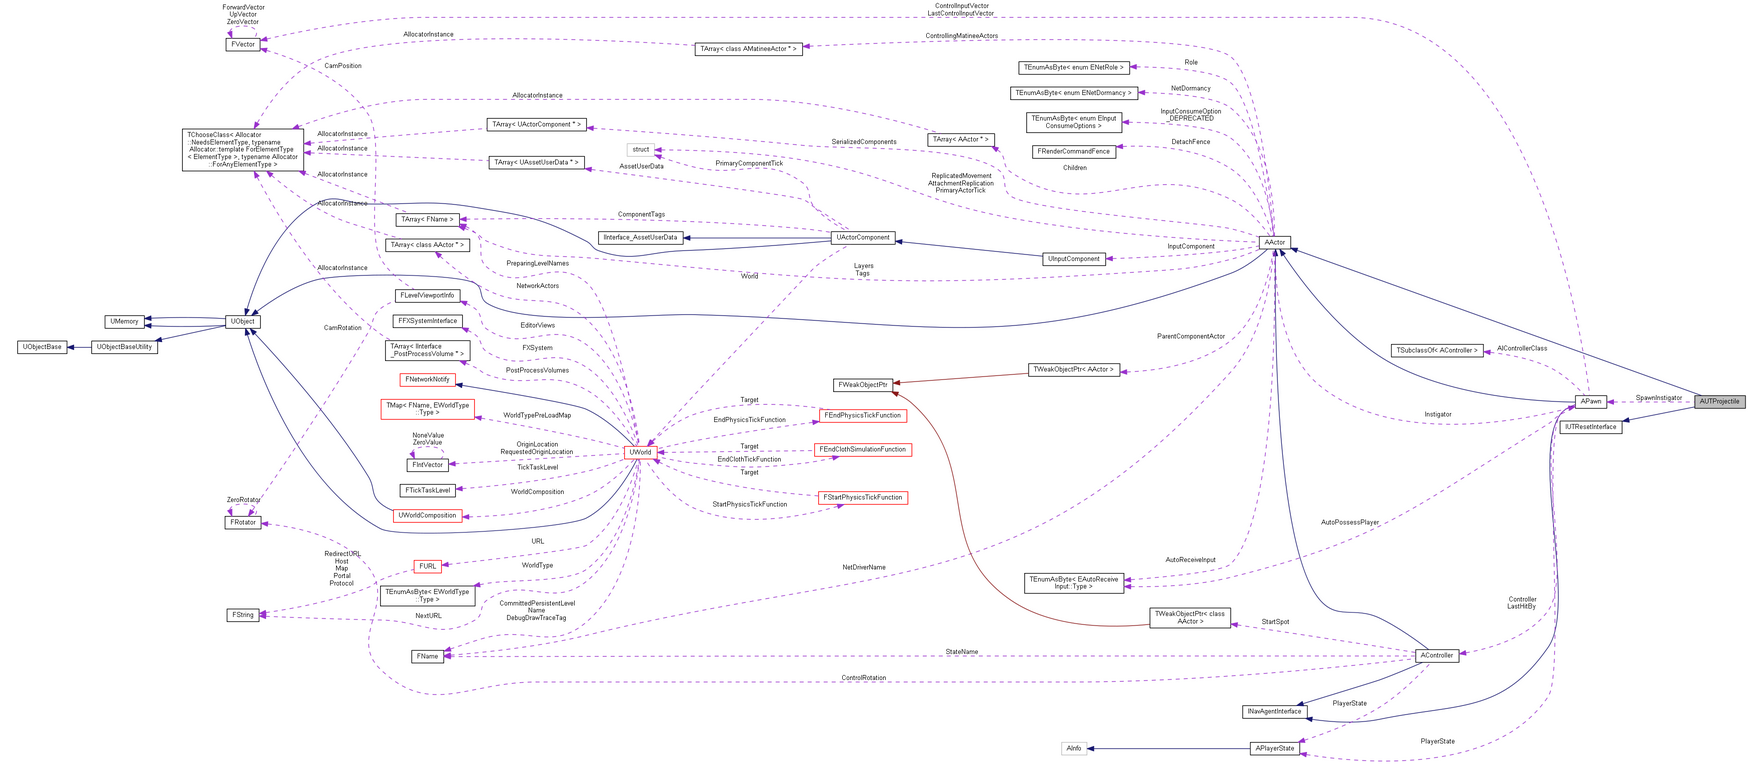 ForwardVector
UpVector
ZeroVector
FVector
ControlInputVector
LastControlInputVector
AllocatorInstance
TArray< class AMatineeActor * >
ControllingMatineeActors
CamPosition
TEnumAsByte< enum ENetRole >
Role
TEnumAsByte< enum ENetDormancy >
NetDormancy
AllocatorInstance
TEnumAsByte< enum EInput
ConsumeOptions >
InputConsumeOption
_DEPRECATED
TChooseClass< Allocator
::NeedsElementType, typename
Allocator::template ForElementType
< ElementType >, typename Allocator
::ForAnyElementType >
AllocatorInstance
TArray< UActorComponent * >
TArray< AActor * >
SerializedComponents
DetachFence
FRenderCommandFence
AllocatorInstance
TArray< UAssetUserData * >
struct
PrimaryComponentTick
AssetUserData
Children
AllocatorInstance
ReplicatedMovement
AttachmentReplication
PrimaryActorTick
AllocatorInstance
TArray< FName >
ComponentTags
TArray< class AActor * >
IInterface_AssetUserData
UActorComponent
AActor
InputComponent
UInputComponent
PreparingLevelNames
AllocatorInstance
World
Layers
Tags
NetworkActors
FLevelViewportInfo
UMemory
UObject
CamRotation
FFXSystemInterface
EditorViews
FXSystem
ParentComponentActor
UObjectBase
UObjectBaseUtility
TArray< IInterface
_PostProcessVolume * >
PostProcessVolumes
TSubclassOf< AController >
AIControllerClass
FNetworkNotify
FWeakObjectPtr
TWeakObjectPtr< AActor >
TMap< FName, EWorldType
::Type >
WorldTypePreLoadMap
Target
FEndPhysicsTickFunction
EndPhysicsTickFunction
Instigator
APawn
SpawnInstigator
AUTProjectile
IUTResetInterface
NoneValue
ZeroValue
FIntVector
OriginLocation
RequestedOriginLocation
UWorld
Target
FEndClothSimulationFunction
EndClothTickFunction
TickTaskLevel
FTickTaskLevel
Target
FStartPhysicsTickFunction
StartPhysicsTickFunction
WorldComposition
UWorldComposition
ZeroRotator
FRotator
AutoPossessPlayer
URL
FURL
WorldType
RedirectURL
Host
Map
Portal
Protocol
NetDriverName
AutoReceiveInput
TEnumAsByte< EAutoReceive
Input::Type >
TEnumAsByte< EWorldType
::Type >
FString
NextURL
CommittedPersistentLevel
Name
DebugDrawTraceTag
TWeakObjectPtr< class
AActor >
StartSpot
Controller
LastHitBy
FName
StateName
AController
ControlRotation
INavAgentInterface
PlayerState
AInfo
APlayerState
PlayerState